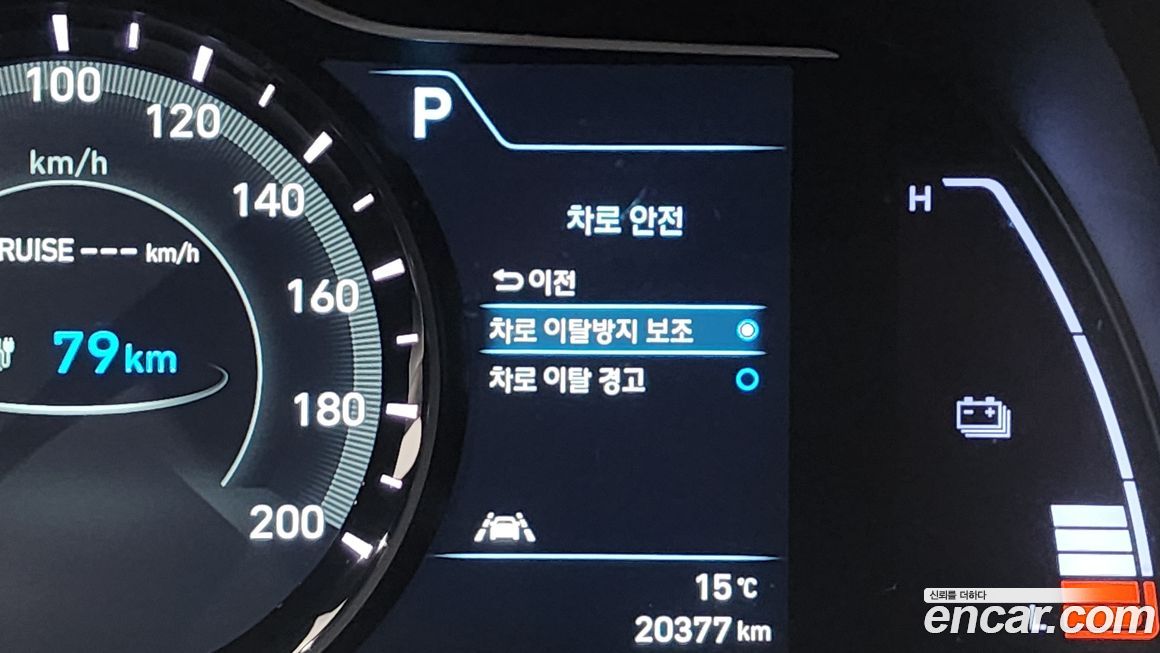 100
120
km/h
140
RUISE --- km/h
160
79 km
180
200
P
차로 안전
이전
차로 이탈방지 보조
차로 이탈 경고
15 ℃
20377 km
H
신뢰를 더하다
encar.com